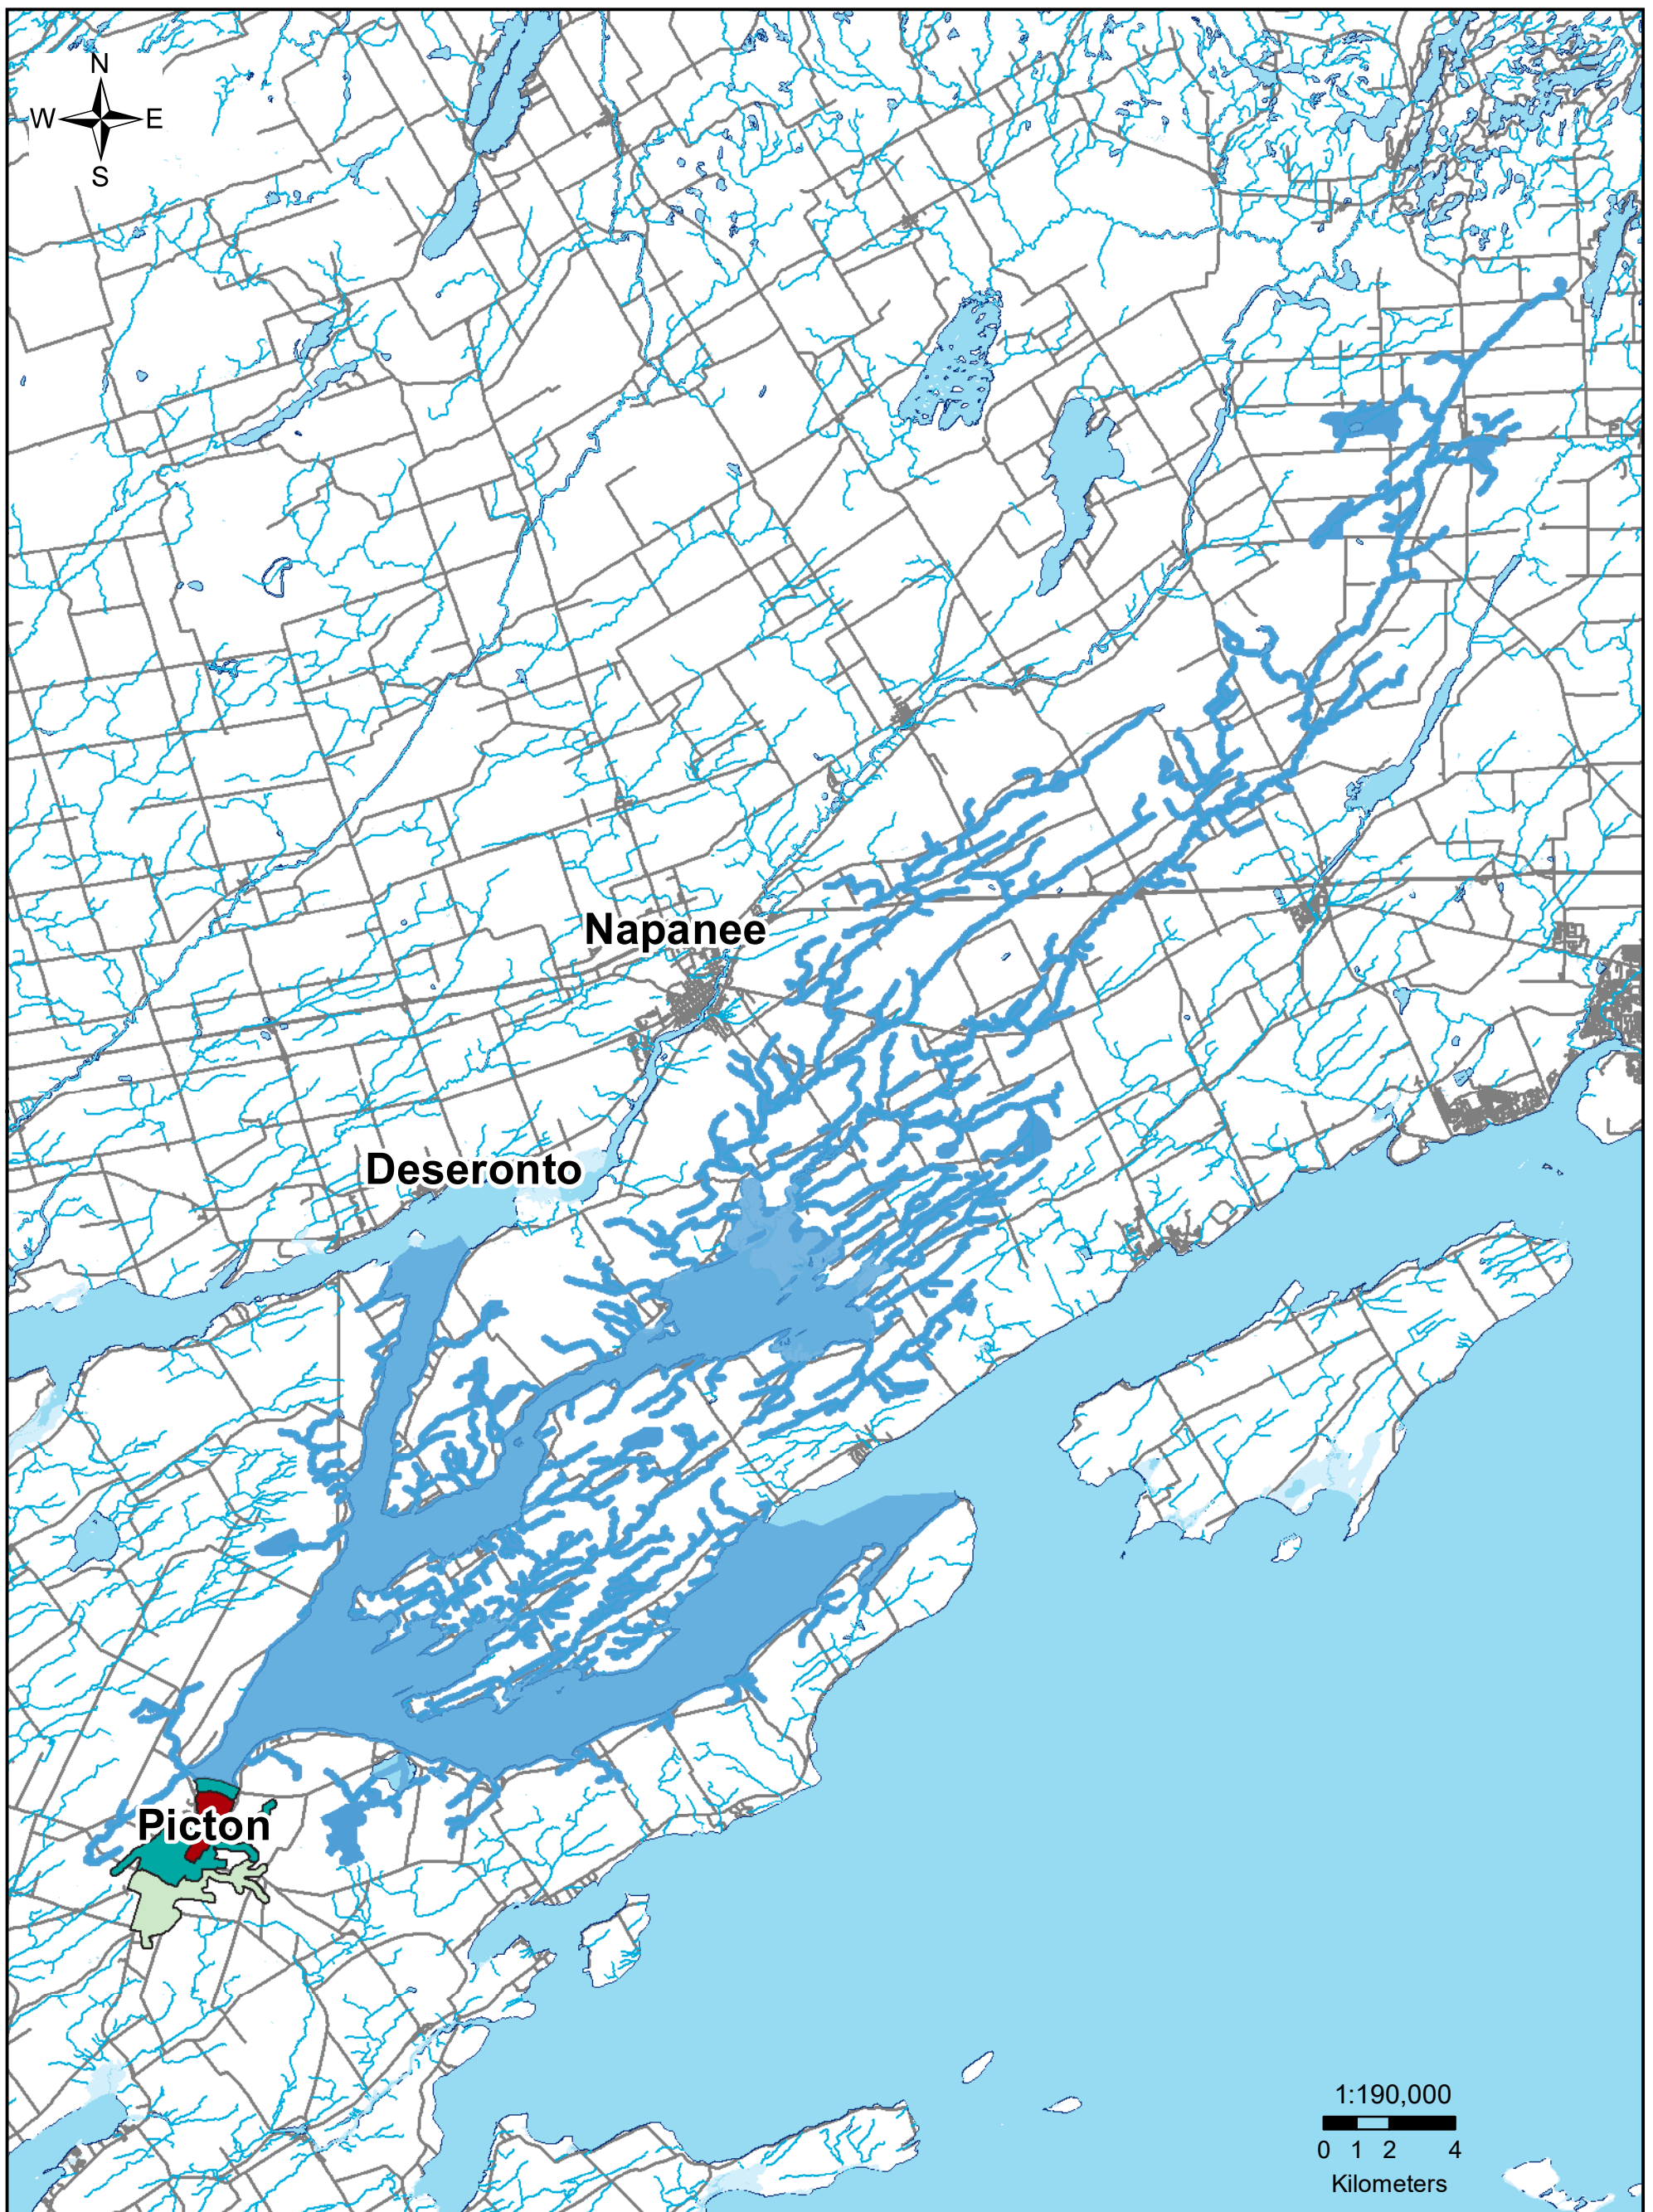 N
W E
S
Napanee
Deseronto
Picton
1:190,000
0 1 2 4
Kilometers